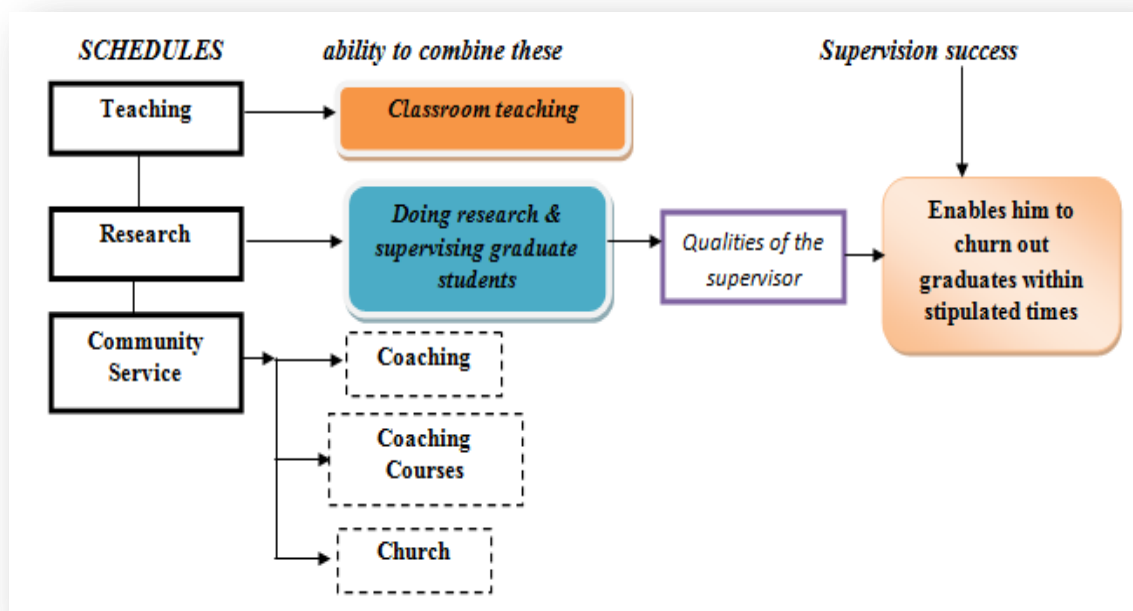 SCHEDULES ability to combine these Supervision success
Teaching
Classroom teaching
Research
Doing research &
supervising graduate
students
Qualities of the
supervisor
Enables him to
churn out
graduates within
stipulated times
Community
Service
Coaching
Coaching
Courses
Church